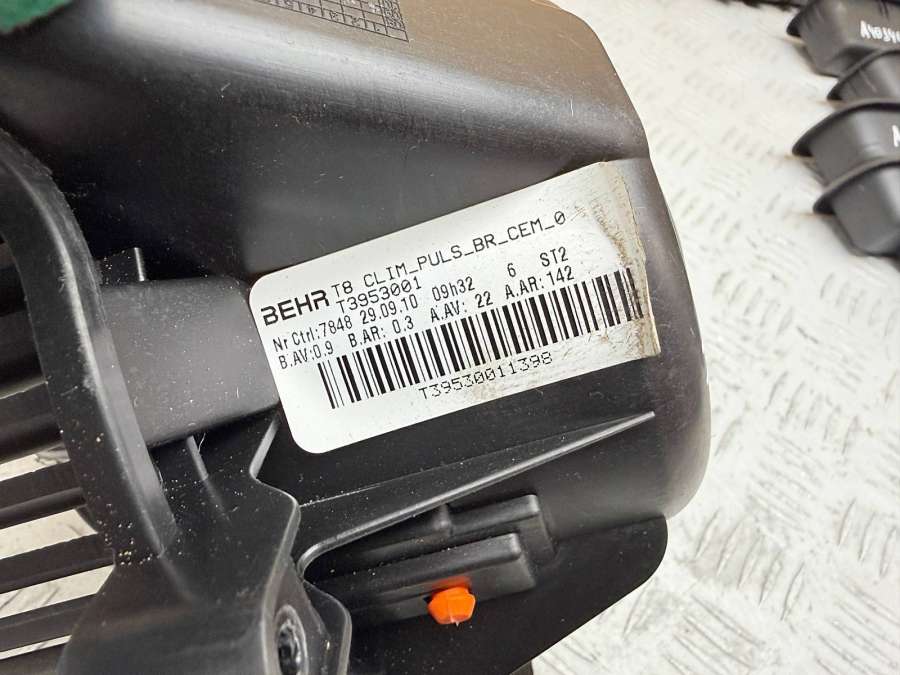 BEHR T8 CLIM_PULS_BR_CEM_0
T3953001
Nr Ctrl:7848 29.09.10 09h32 6 ST2
B.AV:0.9 B.AR: 0.3 A.AV: 22 A.AR: 142
T39530011398